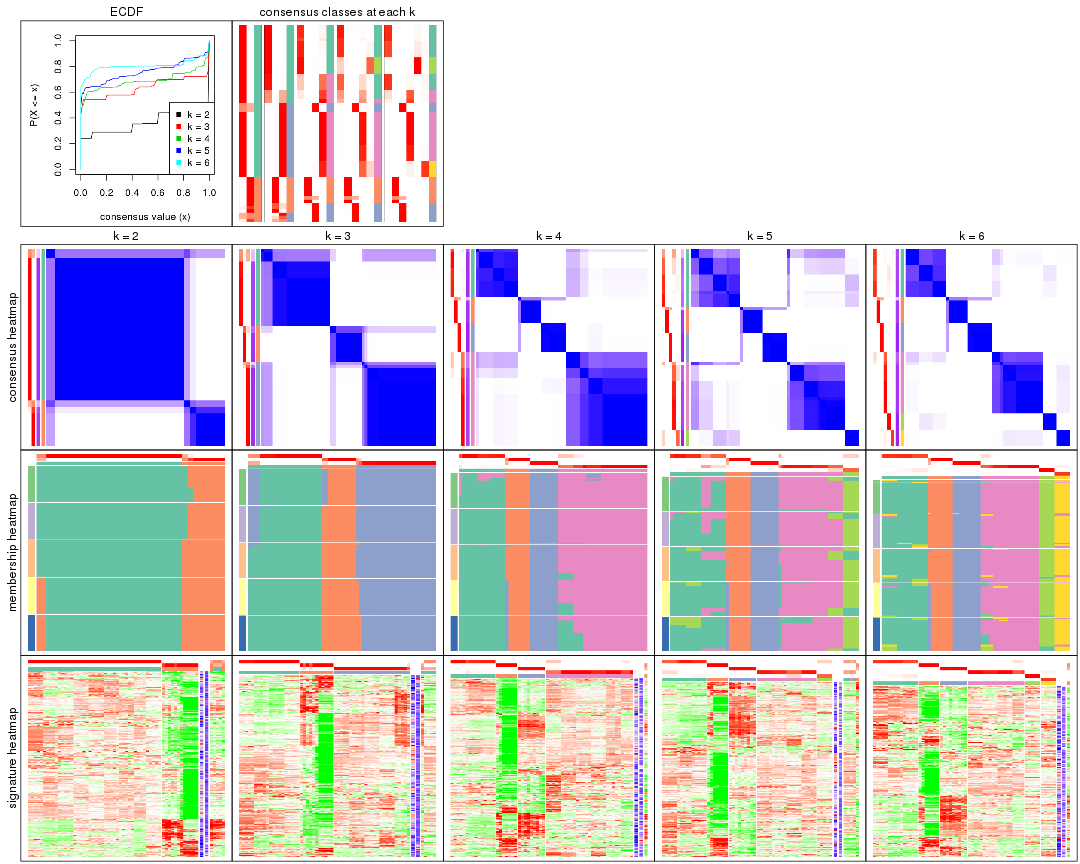 ECDF
consensus classes at each k
P(X <= x)
0.0 0.2 0.4 0.6 0.8 1.0
k = 2
k = 3
k = 4
k = 5
k = 6
0.0 0.2 0.4 0.6 0.8 1.0
consensus value (x)
k = 2
k = 3
k = 4
k = 5
k = 6
consensus heatmap
membership heatmap
signature heatmap